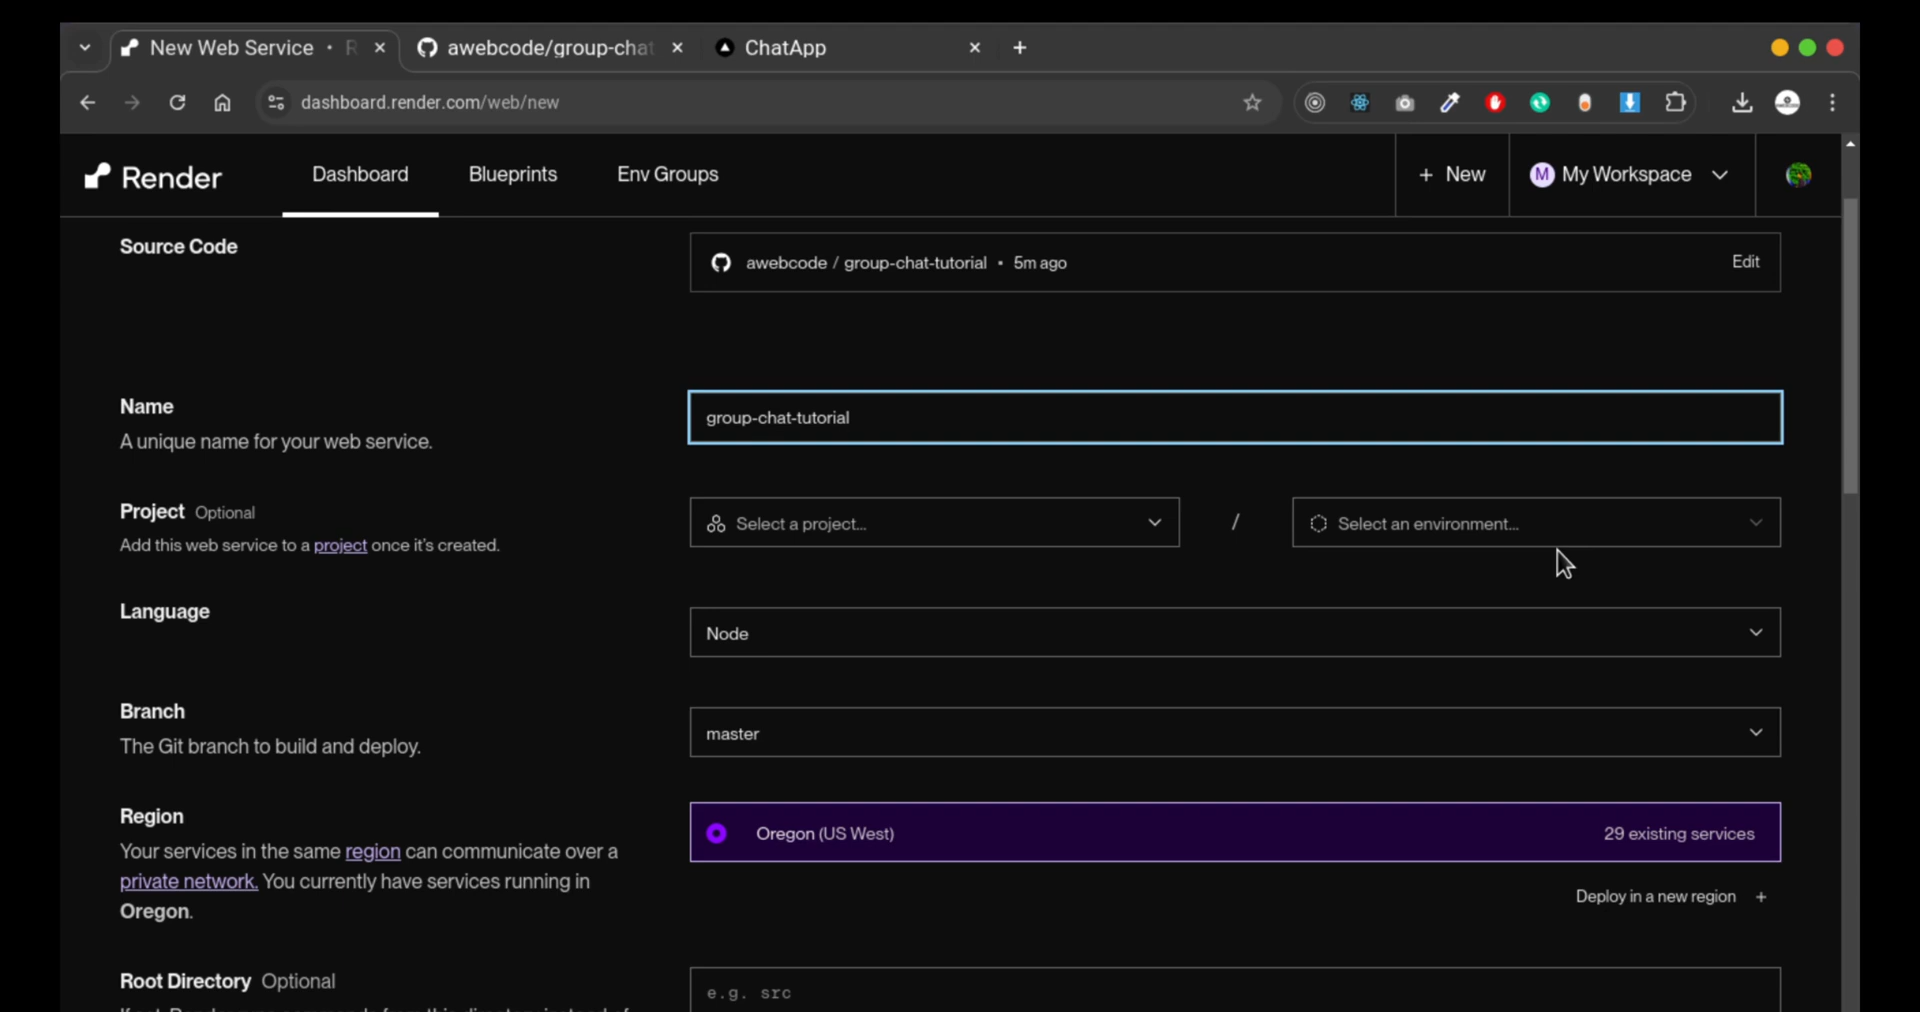 New Web Service · R
awebcode/group-chat
ChatApp
dashboard.render.com/web/new
Render
Dashboard
Blueprints
Env Groups
+ New
M My Workspace
Source Code
awebcode / group-chat-tutorial • 5m ago
Edit
Name
A unique name for your web service.
group-chat-tutorial
Project Optional
Add this web service to a project once it's created.
Select a project...
/
Select an environment...
Language
Node
Branch
The Git branch to build and deploy.
master
Region
Your services in the same region can communicate over a
private network. You currently have services running in
Oregon.
Oregon (US West)
29 existing services
Deploy in a new region +
Root Directory Optional
e.g. src